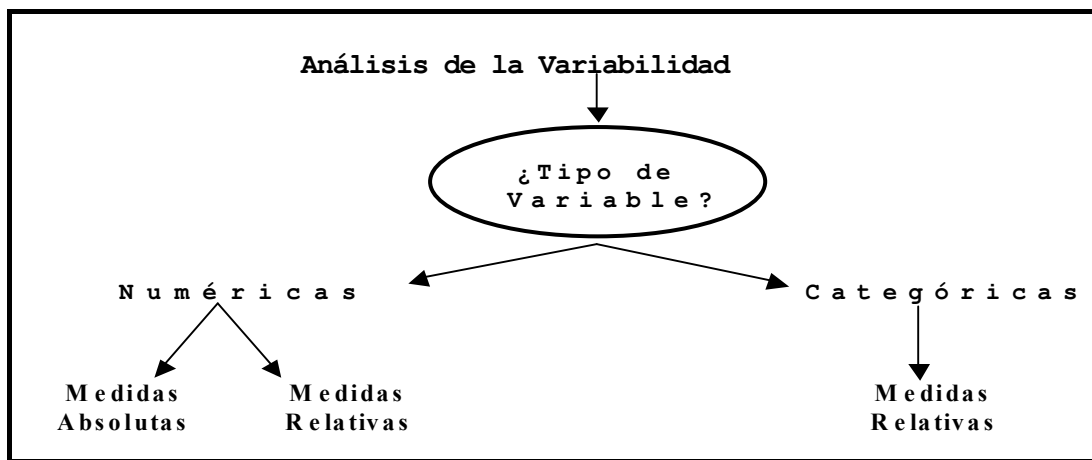 Análisis de la Variabilidad
¿Tipo de
Variable?
Numéricas
Categóricas
Medidas
Absolutas
Medidas
Relativas
Medidas
Relativas